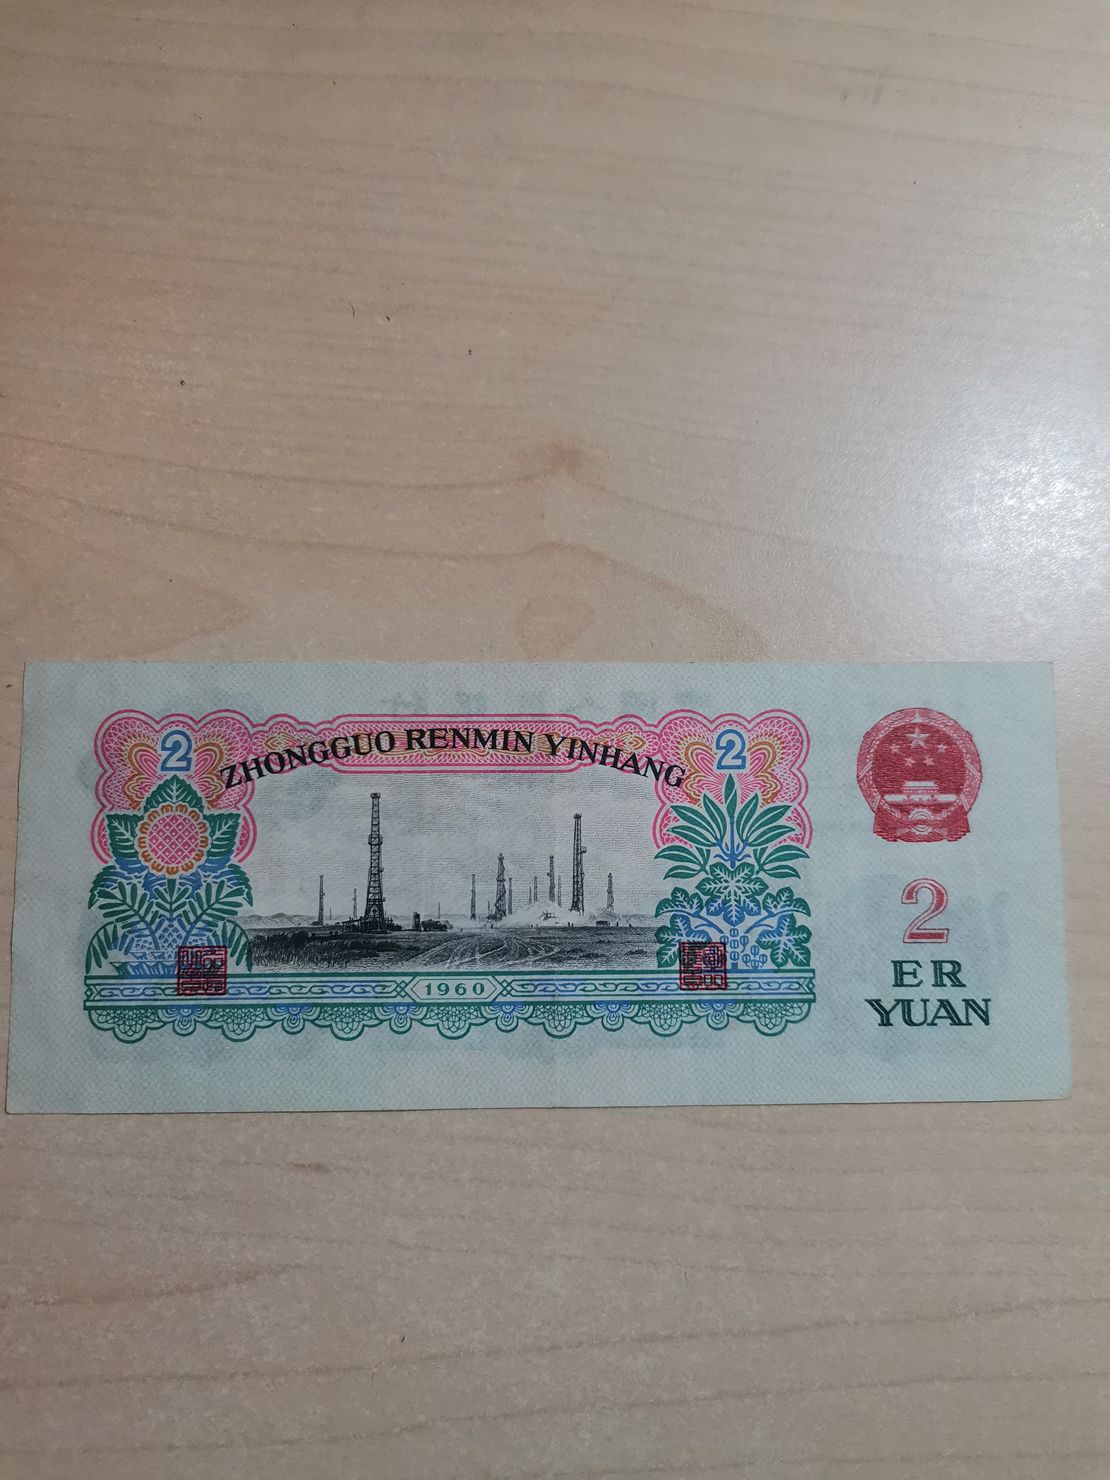 2 ZHONGGUO RENMIN YINHANG 2
2
ER
YUAN
1960